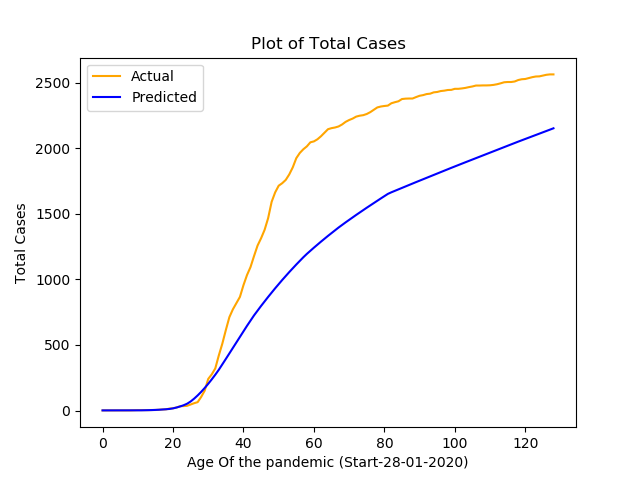 Plot of Total Cases
Actual
Predicted
2500
2000
1500
1000
500
0
Total Cases
0 20 40 60 80 100 120
Age Of the pandemic (Start-28-01-2020)